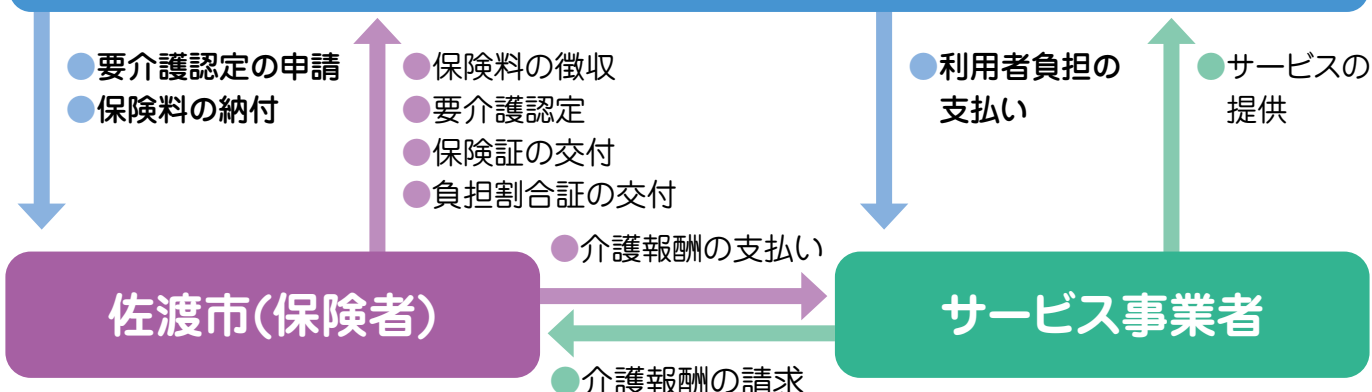 ●要介護認定の申請
●保険料の納付
●保険料の徴収
●要介護認定
●保険証の交付
●負担割合証の交付
●利用者負担の
支払い
●サービスの
提供
●介護報酬の支払い
佐渡市(保険者)
サービス事業者
●介護報酬の請求